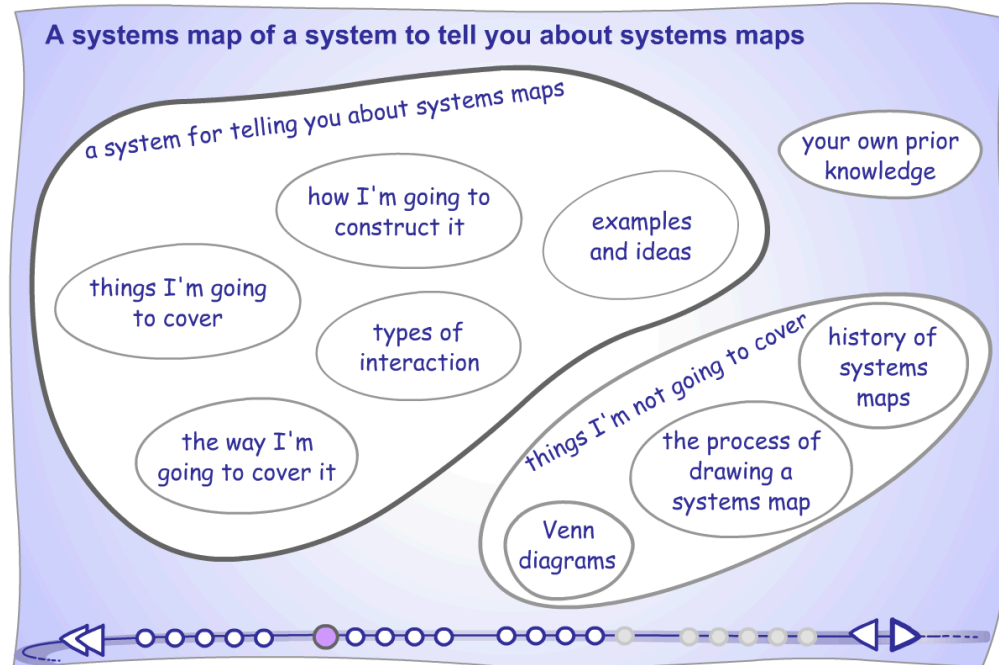 A systems map of a system to tell you about systems maps
a system for telling you about systems maps
your own prior
knowledge
how I'm going to
construct it
examples
and ideas
things I'm going
to cover
types of
interaction
the way I'm
going to cover it
things I'm not going to cover
history of
systems
maps
the process of
drawing a
systems map
Venn
diagrams